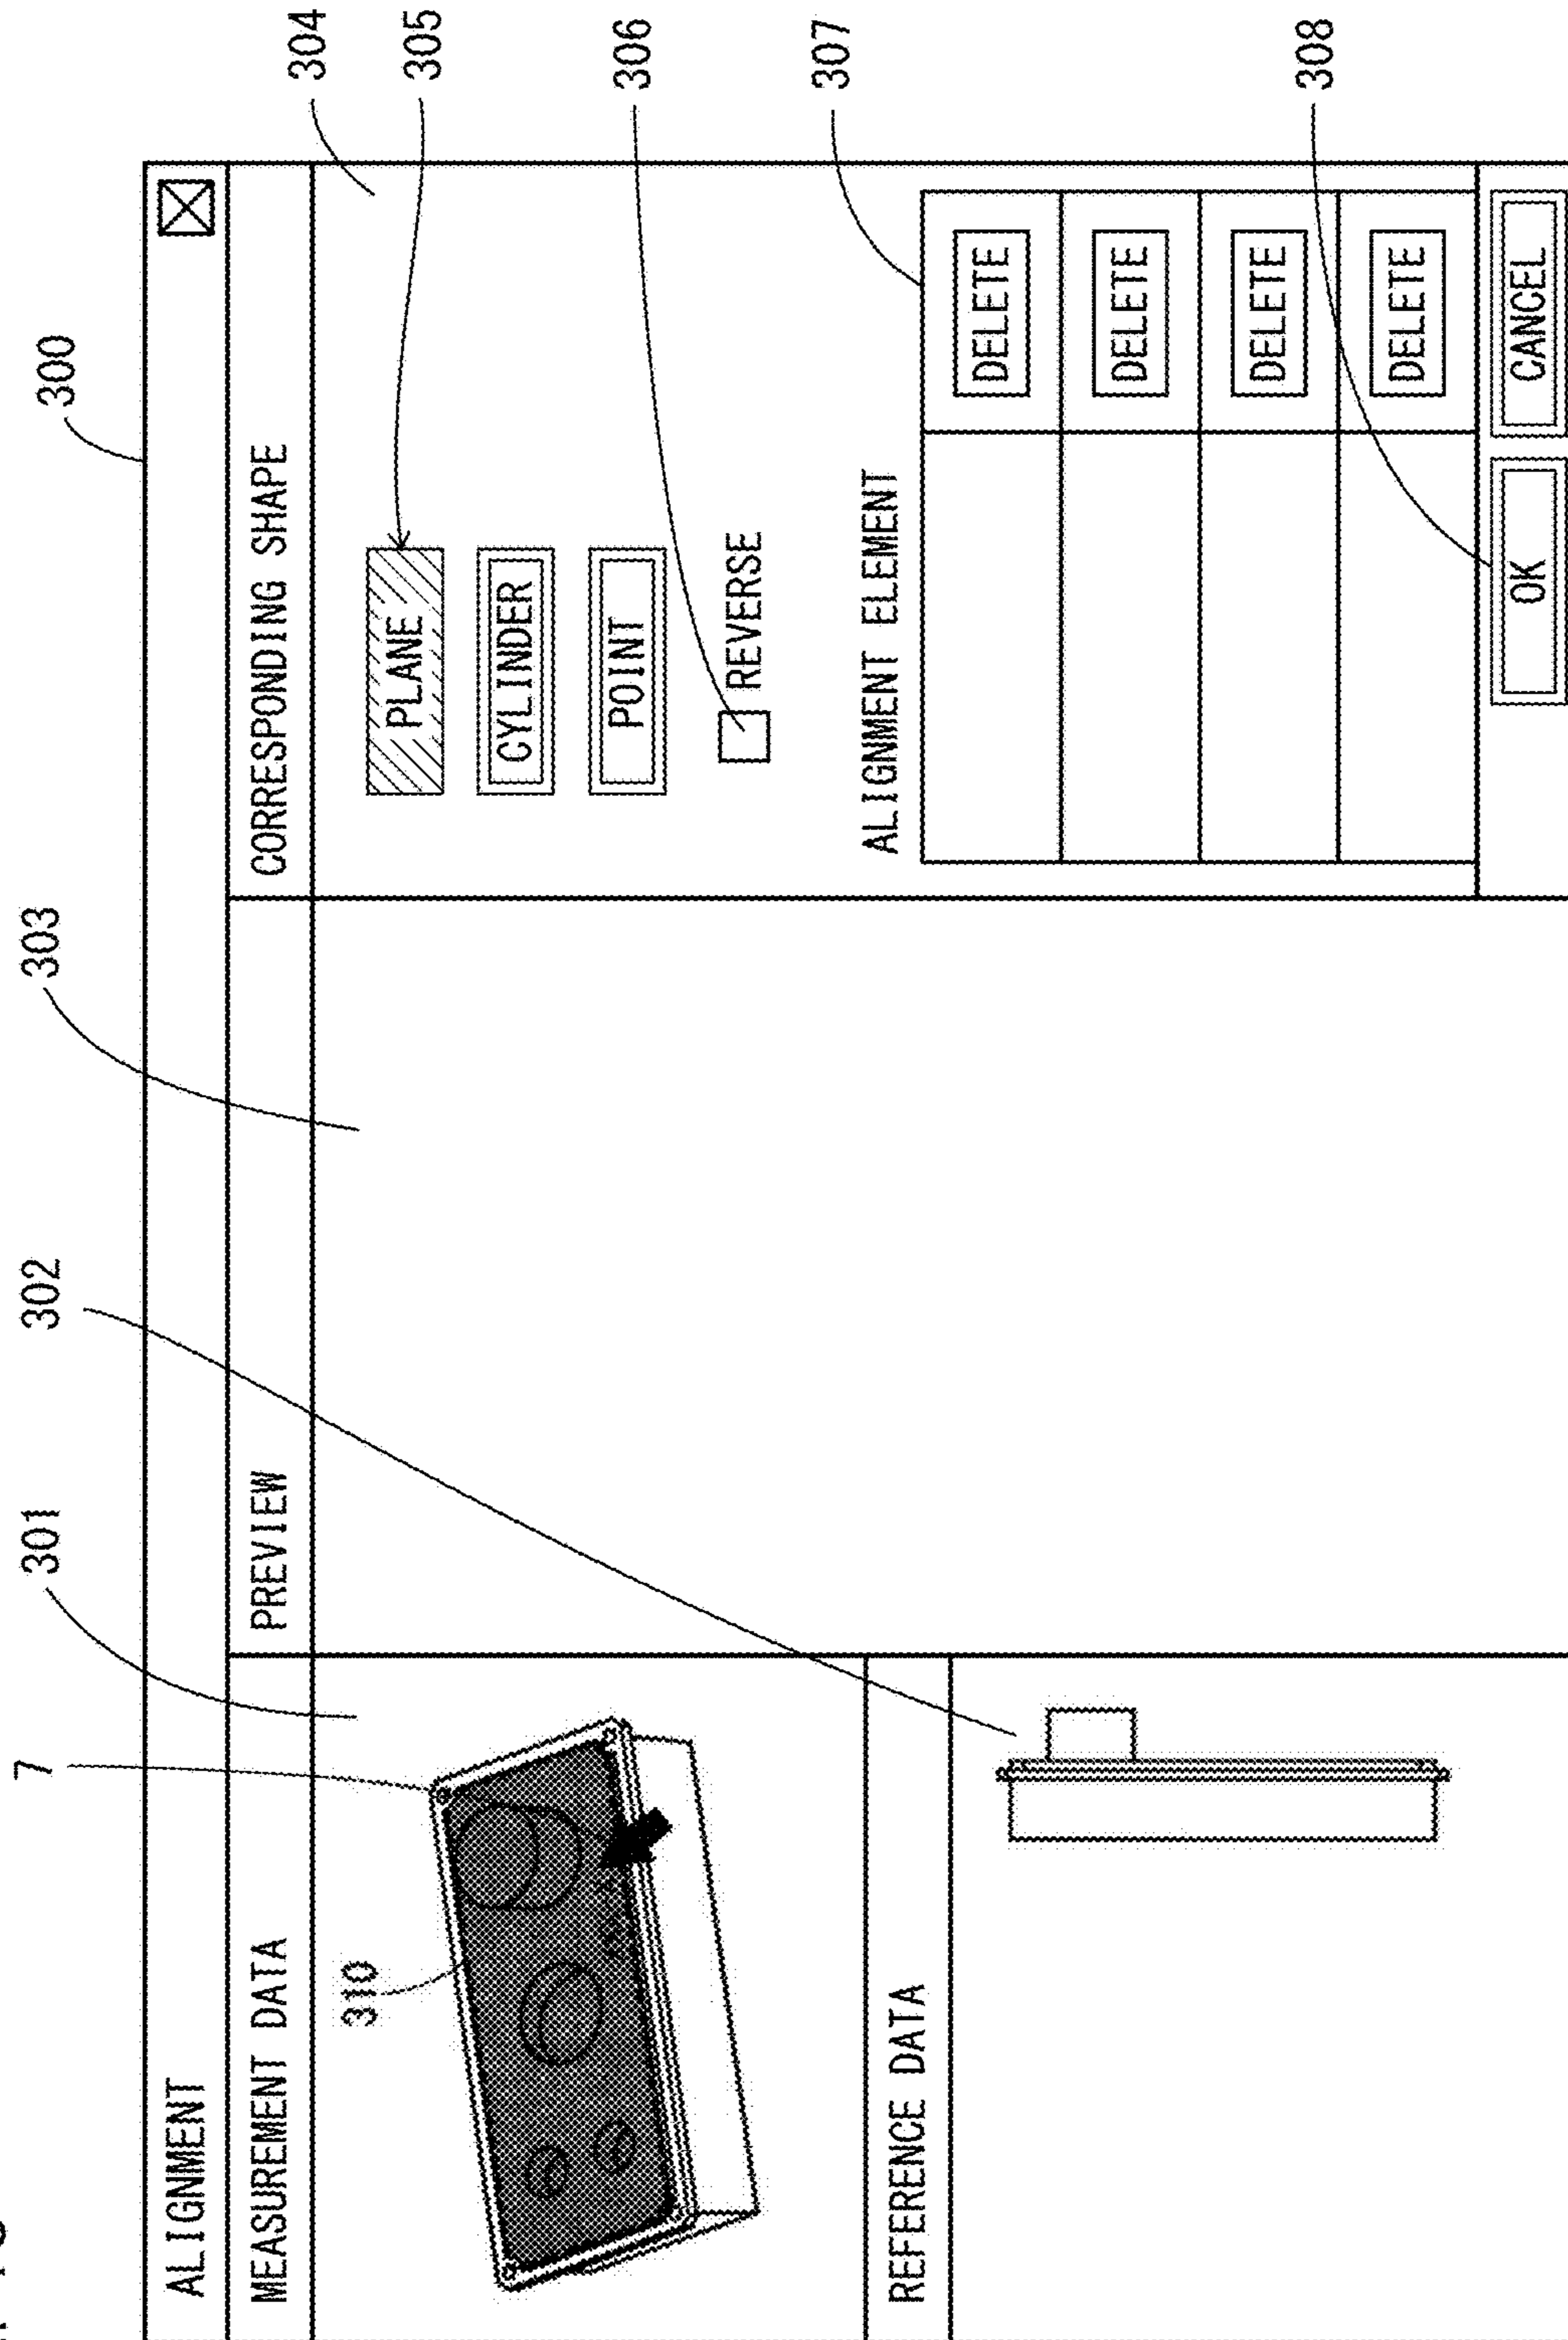 300
ALIGNMENT
MEASUREMENT DATA
PREVIEW
CORRESPONDING SHAPE
7
301
302
303
304
305
306
307
308
310
PLANE
CYLINDER
POINT
REVERSE
ALIGNMENT ELEMENT
DELETE
DELETE
DELETE
DELETE
REFERENCE DATA
OK
CANCEL